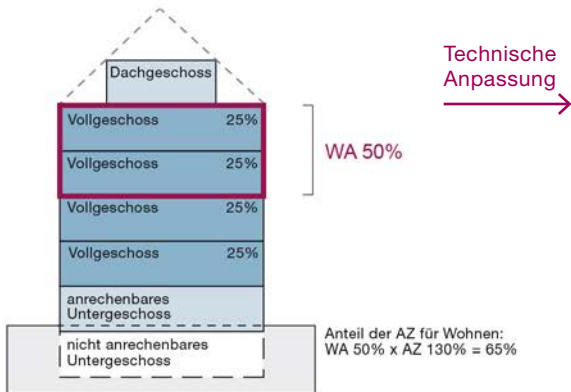 Technische
Anpassung
Dachgeschoss
Vollgeschoss 25%
Vollgeschoss 25%
WA 50%
Vollgeschoss 25%
Vollgeschoss 25%
anrechenbares
Untergeschoss
nicht anrechenbares
Untergeschoss
Anteil der AZ für Wohnen:
WA 50% x AZ 130% = 65%